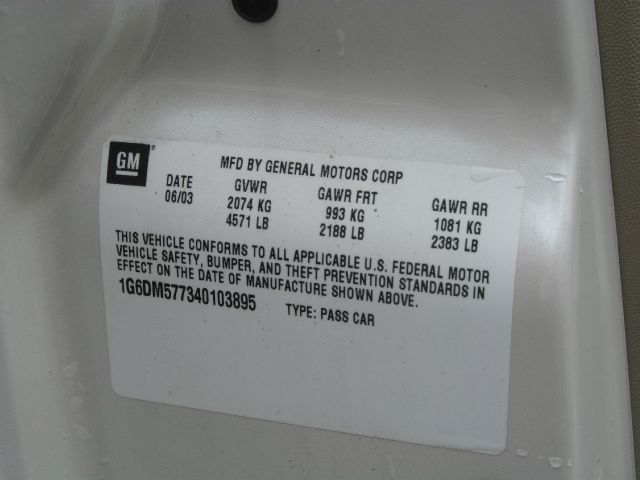 GM
MFD BY GENERAL MOTORS CORP
DATE GVWR GAWR FRT GAWR RR
06/03 2074 KG 993 KG 1081 KG
4571 LB 2188 LB 2383 LB
THIS VEHICLE CONFORMS TO ALL APPLICABLE U.S. FEDERAL MOTOR
VEHICLE SAFETY, BUMPER, AND THEFT PREVENTION STANDARDS IN
EFFECT ON THE DATE OF MANUFACTURE SHOWN ABOVE.
1G6DM577340103895 TYPE: PASS CAR